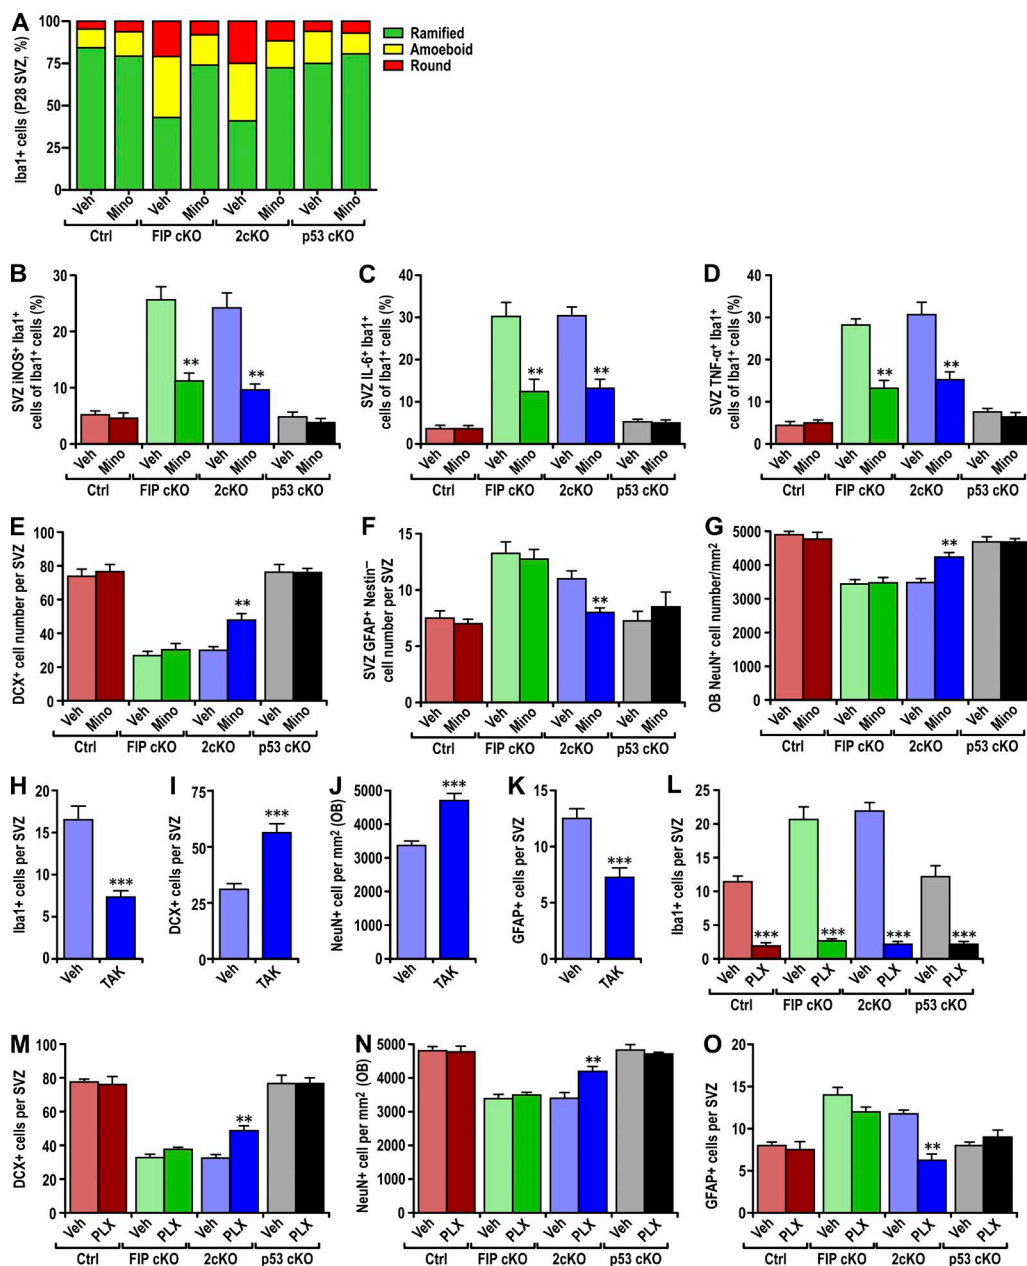 A
Iba1+ cells (P28 SVZ, %)
100
75
50
25
0
Ramified
Amoeboid
Round
Veh Mino Veh Mino Veh Mino Veh Mino
Ctrl FIP cKO 2cKO p53 cKO
B
SVZ iNOS⁺ Iba1⁺
cells of Iba1⁺ cells (%)
30
20
10
0
** **
Veh Mino Veh Mino Veh Mino Veh Mino
Ctrl FIP cKO 2cKO p53 cKO
C
SVZ IL-6⁺ Iba1⁺
cells of Iba1⁺ cells (%)
40
30
20
10
0
** **
Veh Mino Veh Mino Veh Mino Veh Mino
Ctrl FIP cKO 2cKO p53 cKO
D
SVZ TNF-α⁺ Iba1⁺
cells of Iba1⁺ cells (%)
40
30
20
10
0
** **
Veh Mino Veh Mino Veh Mino Veh Mino
Ctrl FIP cKO 2cKO p53 cKO
E
DCX⁺ cell number per SVZ
100
80
60
40
20
0
**
Veh Mino Veh Mino Veh Mino Veh Mino
Ctrl FIP cKO 2cKO p53 cKO
F
SVZ GFAP⁺ Nestin⁻
cell number per SVZ
15
10
5
0
**
Veh Mino Veh Mino Veh Mino Veh Mino
Ctrl FIP cKO 2cKO p53 cKO
G
OB NeuN⁺ cell number/mm²
5000
4000
3000
2000
1000
0
**
Veh Mino Veh Mino Veh Mino Veh Mino
Ctrl FIP cKO 2cKO p53 cKO
H
Iba1+ cells per SVZ
20
15
10
5
0
***
Veh TAK
I
DCX+ cells per SVZ
75
50
25
0
***
Veh TAK
J
NeuN+ cell per mm² (OB)
5000
4000
3000
2000
1000
0
***
Veh TAK
K
GFAP+ cells per SVZ
15
10
5
0
***
Veh TAK
L
Iba1+ cells per SVZ
25
20
15
10
5
0
*** *** *** ***
Veh PLX Veh PLX Veh PLX Veh PLX
Ctrl FIP cKO 2cKO p53 cKO
M
DCX+ cells per SVZ
100
80
60
40
20
0
**
Veh PLX Veh PLX Veh PLX Veh PLX
Ctrl FIP cKO 2cKO p53 cKO
N
NeuN+ cell per mm² (OB)
5000
4000
3000
2000
1000
0
**
Veh PLX Veh PLX Veh PLX Veh PLX
Ctrl FIP cKO 2cKO p53 cKO
O
GFAP+ cells per SVZ
20
15
10
5
0
**
Veh PLX Veh PLX Veh PLX Veh PLX
Ctrl FIP cKO 2cKO p53 cKO